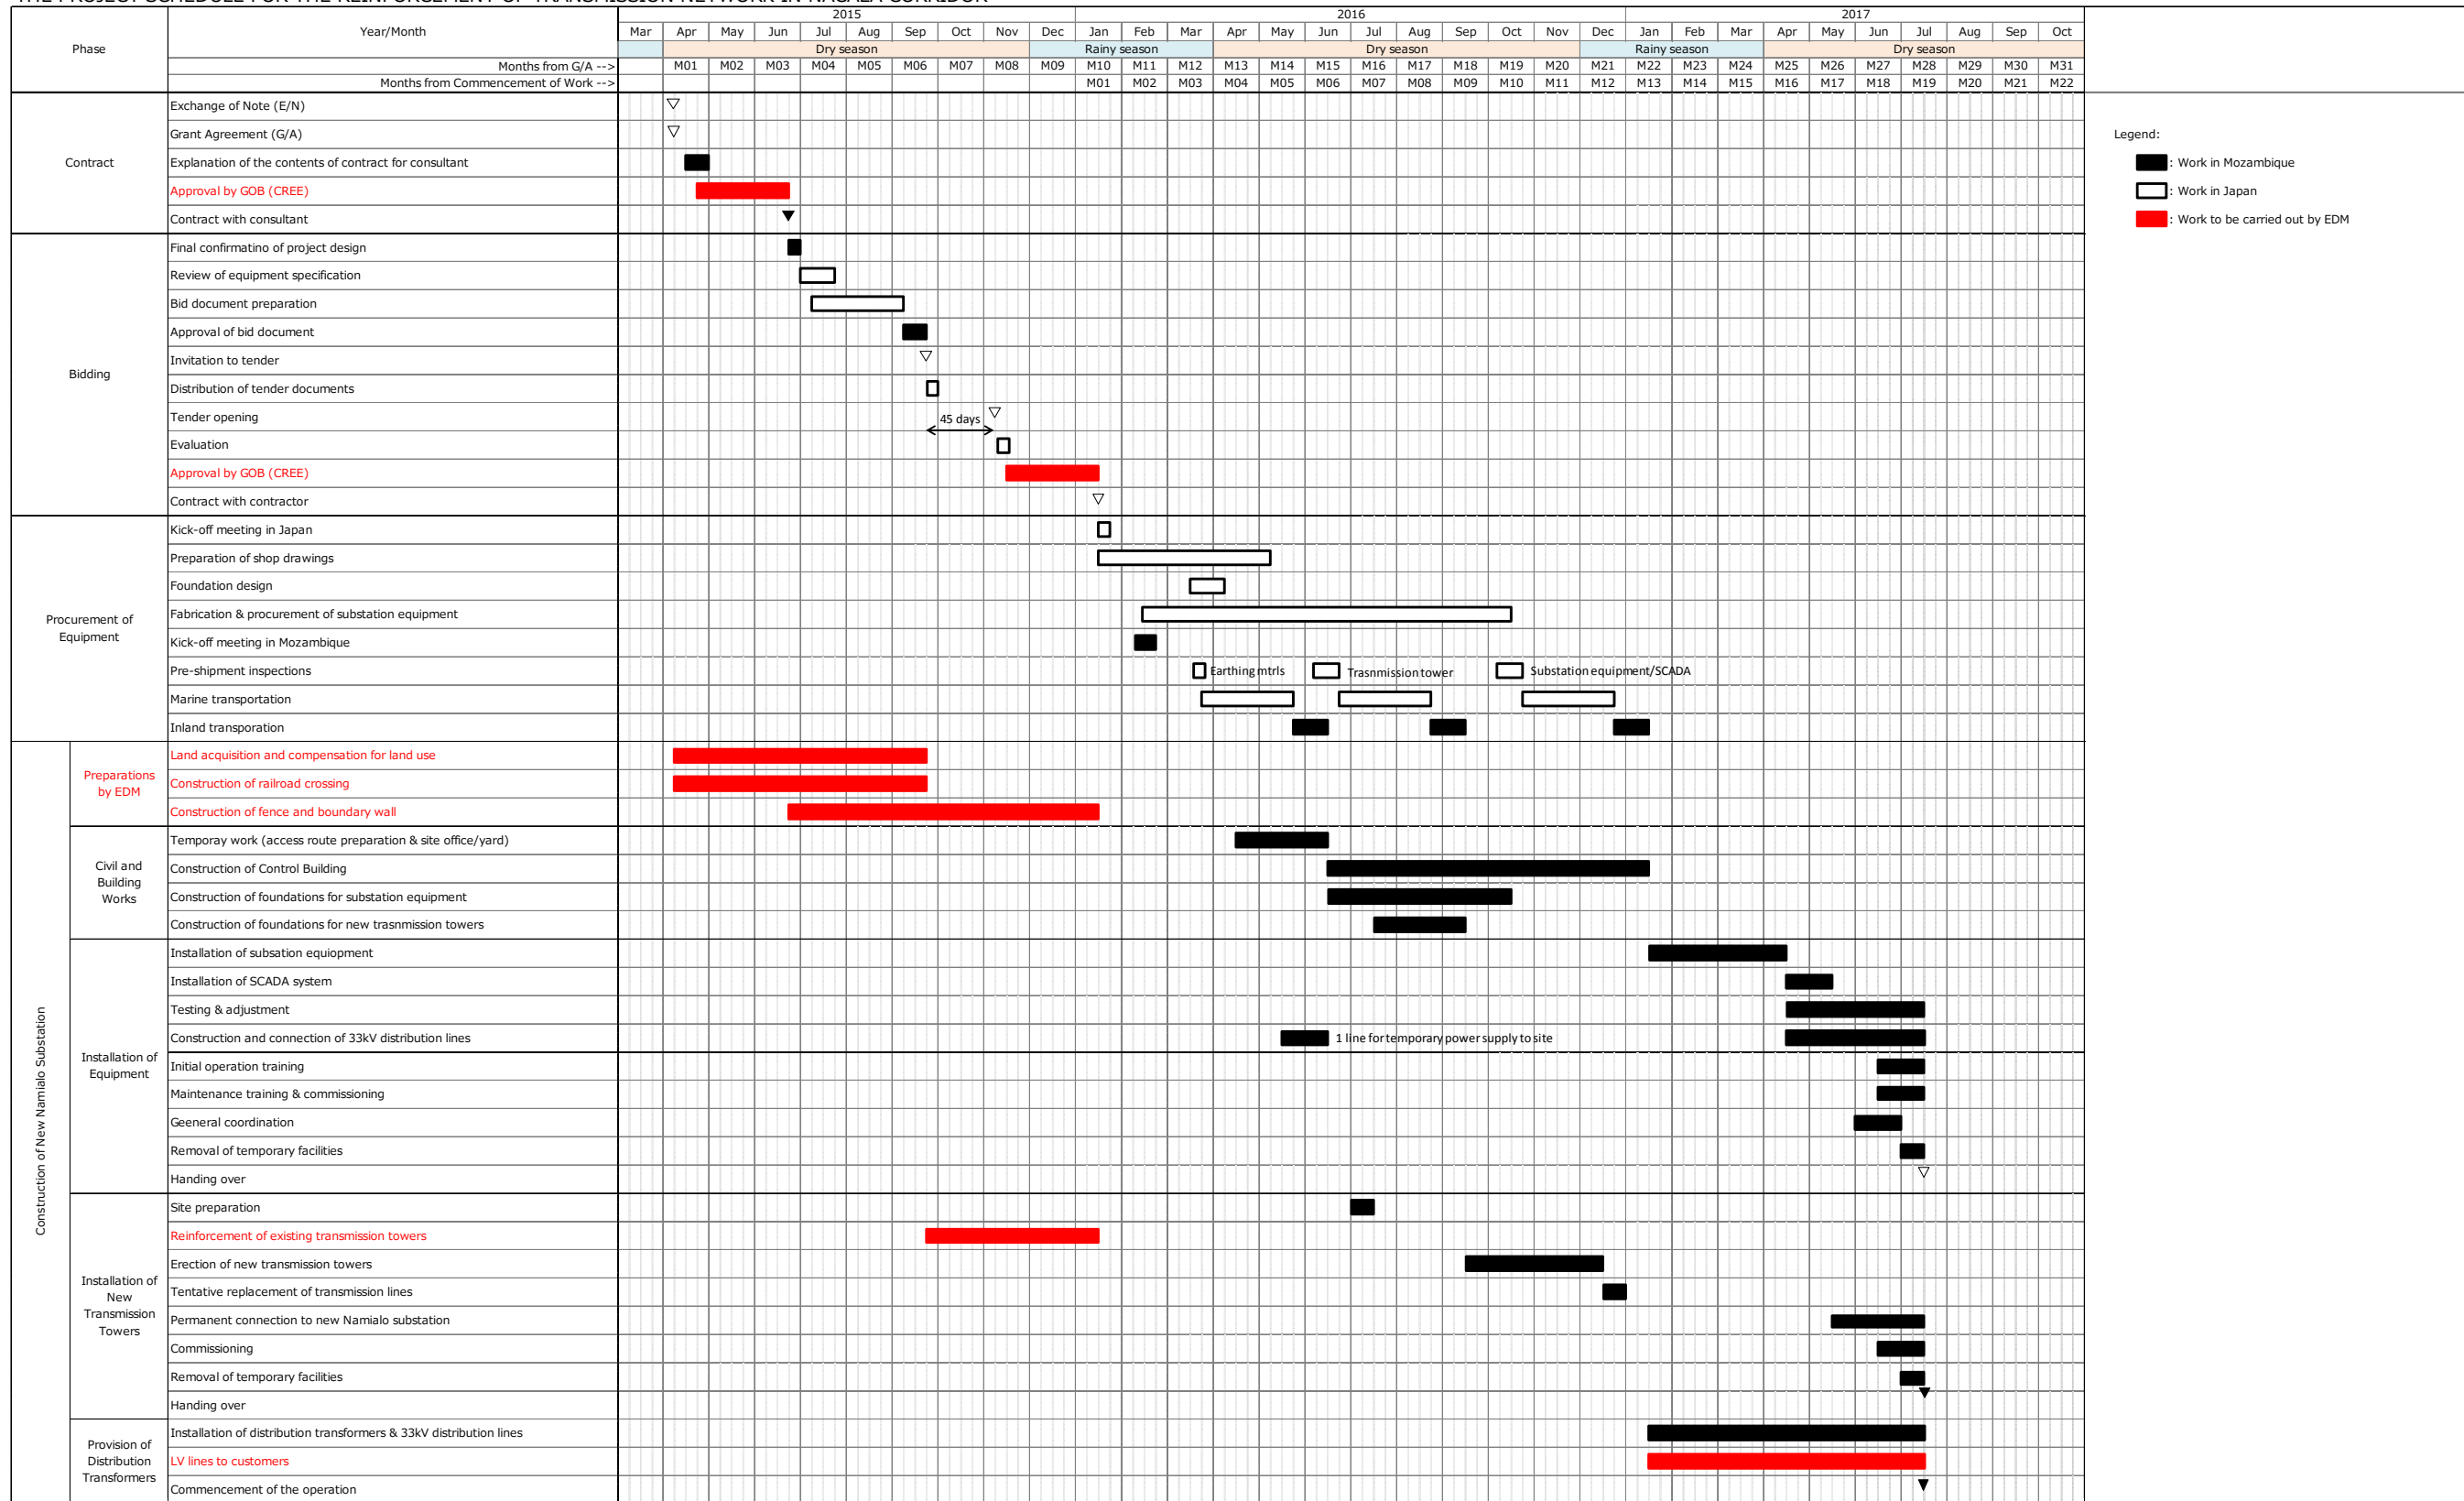 THE PROJECT SCHEDULE FOR THE REINFORCEMENT OF TRANSMISSION NETWORK IN NACALA CORRIDOR
Phase
Year/Month
2015 2016 2017
Mar Apr May Jun Jul Aug Sep Oct Nov Dec Jan Feb Mar Apr May Jun Jul Aug Sep Oct Nov Dec Jan Feb Mar Apr May Jun Jul Aug Sep Oct
Dry season Rainy season Dry season Rainy season Dry season
Months from G/A --> M01 M02 M03 M04 M05 M06 M07 M08 M09 M10 M11 M12 M13 M14 M15 M16 M17 M18 M19 M20 M21 M22 M23 M24 M25 M26 M27 M28 M29 M30 M31
Months from Commencement of Work --> M01 M02 M03 M04 M05 M06 M07 M08 M09 M10 M11 M12 M13 M14 M15 M16 M17 M18 M19 M20 M21 M22
Contract
Exchange of Note (E/N)
Grant Agreement (G/A)
Explanation of the contents of contract for consultant
Approval by GOB (CREE)
Contract with consultant
Legend:
: Work in Mozambique
: Work in Japan
: Work to be carried out by EDM
Bidding
Final confirmatino of project design
Review of equipment specification
Bid document preparation
Approval of bid document
Invitation to tender
Distribution of tender documents
Tender opening
45 days
Evaluation
Approval by GOB (CREE)
Contract with contractor
Procurement of
Equipment
Kick-off meeting in Japan
Preparation of shop drawings
Foundation design
Fabrication & procurement of substation equipment
Kick-off meeting in Mozambique
Pre-shipment inspections Earthing mtrls Trasnmission tower Substation equipment/SCADA
Marine transportation
Inland transporation
Construction of New Namialo Substation
Preparations
by EDM
Land acquisition and compensation for land use
Construction of railroad crossing
Construction of fence and boundary wall
Civil and
Building
Works
Temporay work (access route preparation & site office/yard)
Construction of Control Building
Construction of foundations for substation equipment
Construction of foundations for new trasnmission towers
Installation of
Equipment
Installation of subsation equiopment
Installation of SCADA system
Testing & adjustment
Construction and connection of 33kV distribution lines 1 line for temporary power supply to site
Initial operation training
Maintenance training & commissioning
Geeneral coordination
Removal of temporary facilities
Handing over
Installation of
New
Transmission
Towers
Site preparation
Reinforcement of existing transmission towers
Erection of new transmission towers
Tentative replacement of transmission lines
Permanent connection to new Namialo substation
Commissioning
Removal of temporary facilities
Handing over
Provision of
Distribution
Transformers
Installation of distribution transformers & 33kV distribution lines
LV lines to customers
Commencement of the operation